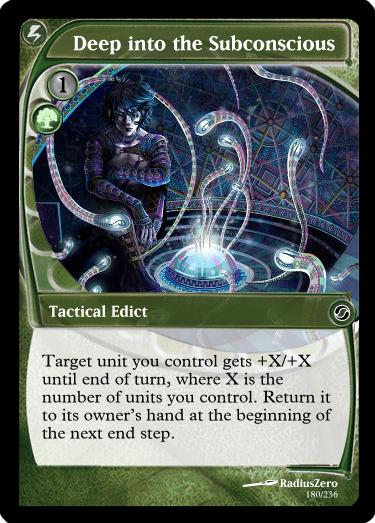 Deep into the Subconscious
1
Tactical Edict
Target unit you control gets +X/+X
until end of turn, where X is the
number of units you control. Return it
to its owner's hand at the beginning of
the next end step.
RadiusZero
180/236